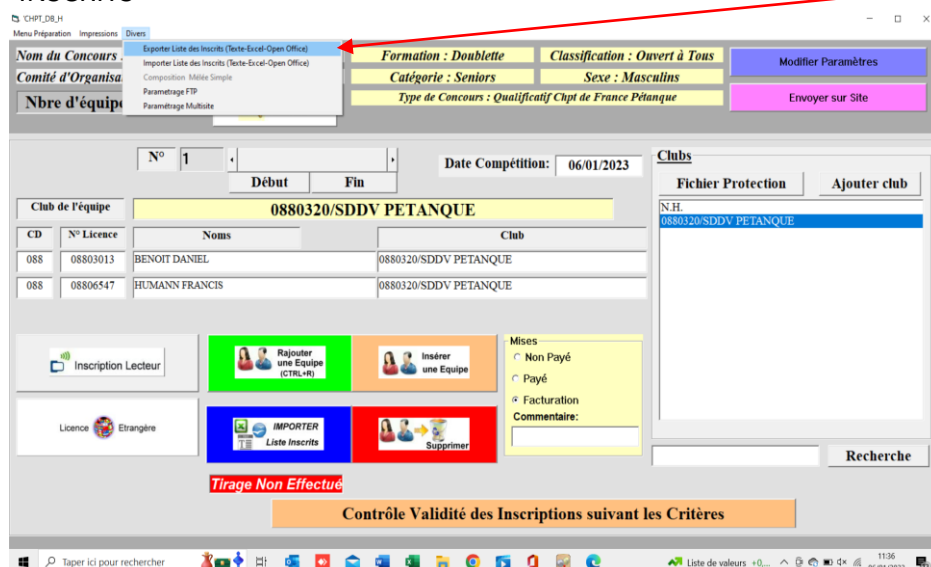 INSCRITS
'CHPT_DB_H
Menu Préparation Impressions Divers
Exporter Liste des Inscrits (Texte-Excel-Open Office)
Importer Liste des Inscrits (Texte-Excel-Open Office)
Composition Mêlée Simple
Parametrage FTP
Paramétrage Multisite
Nom du Concours
Formation : Doublette
Classification : Ouvert à Tous
Modifier Paramètres
Comité d'Organisa
Catégorie : Seniors
Sexe : Masculins
Nbre d'équip
Type de Concours : Qualificatif Chpt de France Pétanque
Envoyer sur Site
N° 1
Début Fin
Date Compétition: 06/01/2023
Clubs
Fichier Protection Ajouter club
Club de l'équipe 0880320/SDDV PETANQUE
N.H.
0880320/SDDV PETANQUE
CD N° Licence Noms Club
088 08803013 BENOIT DANIEL 0880320/SDDV PETANQUE
088 08806547 HUMANN FRANCIS 0880320/SDDV PETANQUE
Inscription Lecteur
Rajouter une Equipe (CTRL+R)
Insérer une Equipe
Mises
Non Payé
Payé
Facturation
Commentaire:
Licence Etrangère
IMPORTER Liste Inscrits
Supprimer
Recherche
Tirage Non Effectué
Contrôle Validité des Inscriptions suivant les Critères
Taper ici pour rechercher
Liste de valeurs +0,...
11:36